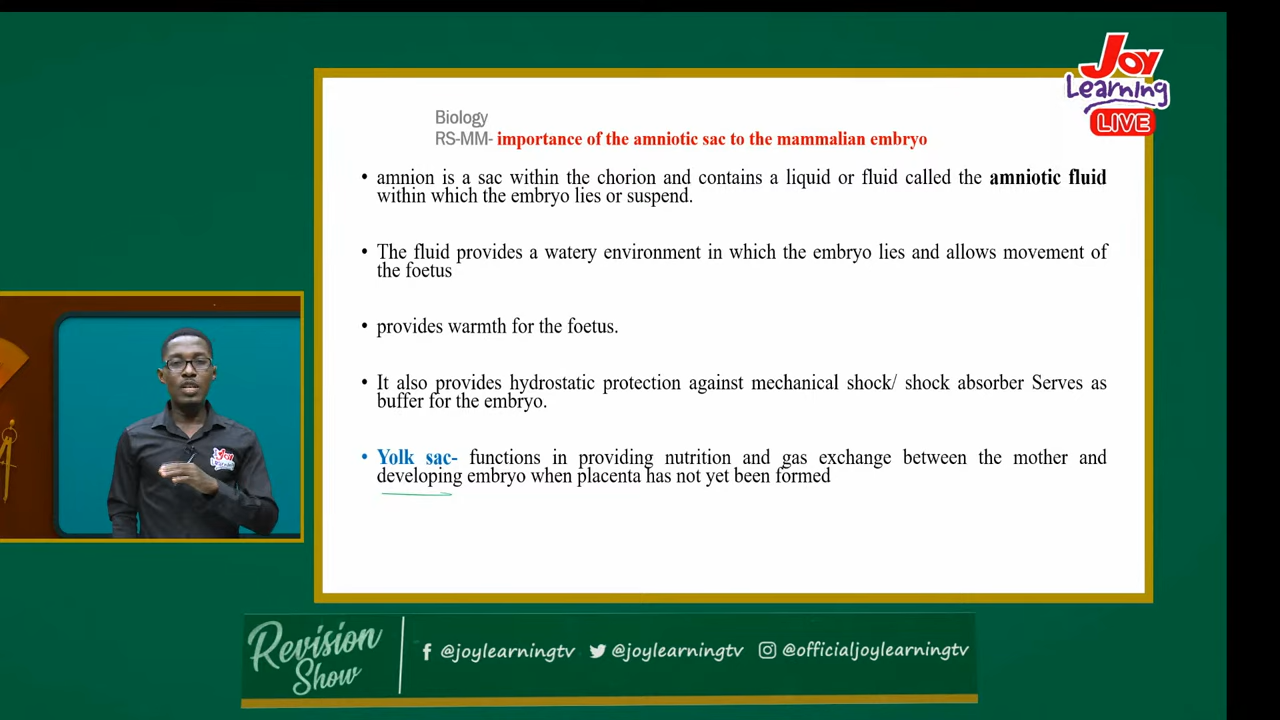 Joy
Learning
LIVE
Biology
RS-MM- importance of the amniotic sac to the mammalian embryo
• amnion is a sac within the chorion and contains a liquid or fluid called the amniotic fluid
within which the embryo lies or suspend.
• The fluid provides a watery environment in which the embryo lies and allows movement of
the foetus
• provides warmth for the foetus.
• It also provides hydrostatic protection against mechanical shock/ shock absorber Serves as
buffer for the embryo.
• Yolk sac- functions in providing nutrition and gas exchange between the mother and
developing embryo when placenta has not yet been formed
Revision
Show
@joylearningtv @joylearningtv @officialjoylearningtv